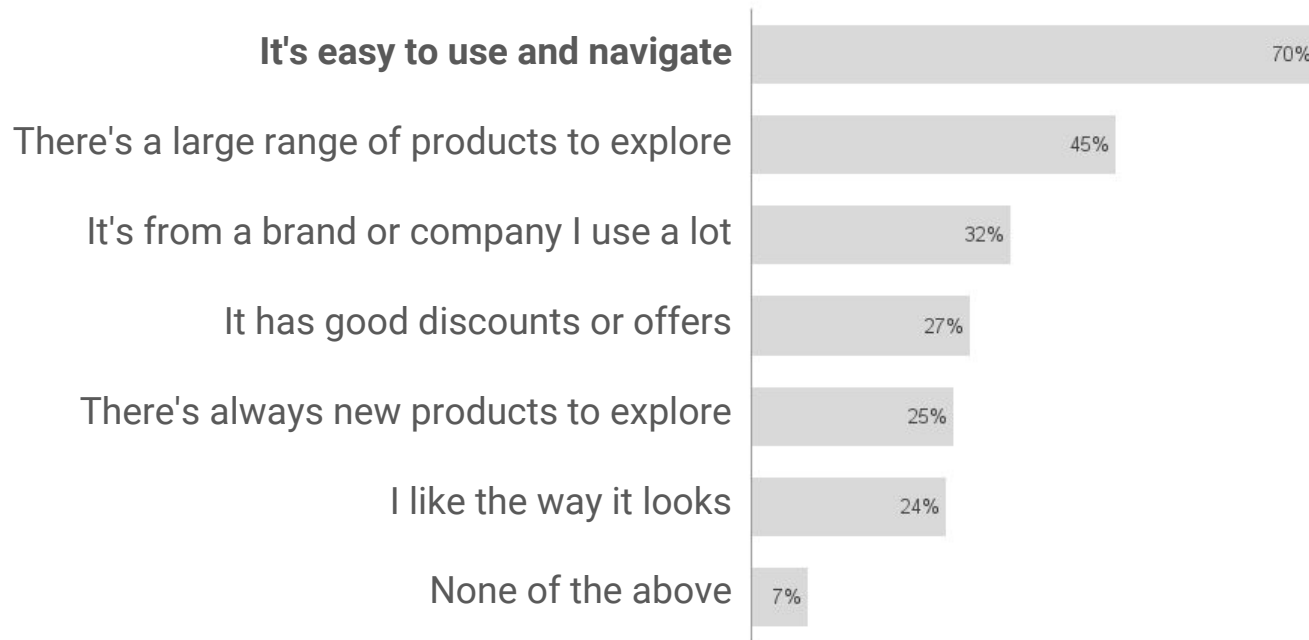 It's easy to use and navigate 70%
There's a large range of products to explore 45%
It's from a brand or company I use a lot 32%
It has good discounts or offers 27%
There's always new products to explore 25%
I like the way it looks 24%
None of the above 7%